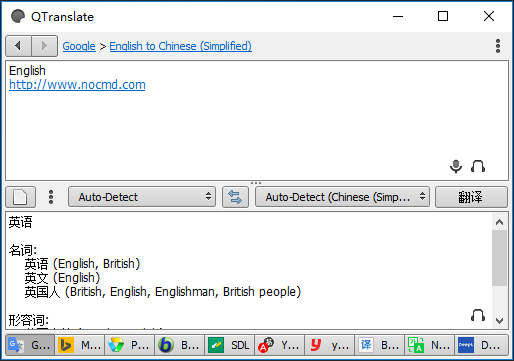 QTranslate
Google > English to Chinese (Simplified)
English
http://www.nocmd.com
Auto-Detect
Auto-Detect (Chinese (Simp...
翻译
英语
名词:
英语 (English, British)
英文 (English)
英国人 (British, English, Englishman, British people)
形容词:
G... M... P... B... SDL Y... y... B... N... D...